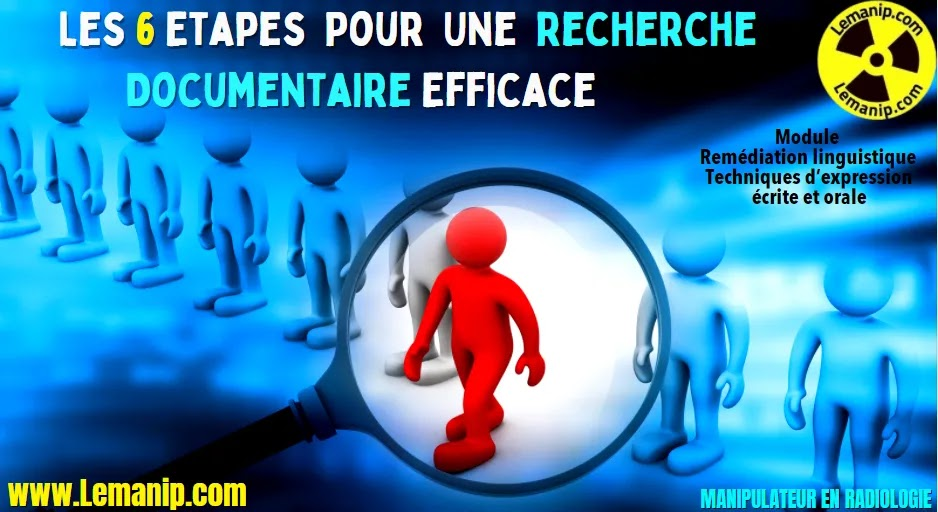 LES 6 ETAPES POUR UNE RECHERCHE
DOCUMENTAIRE EFFICACE
Lemanip.com
Lemanip.com
Module
Remédiation linguistique
Techniques d'expression
écrite et orale
www.Lemanip.com
MANIPULATEUR EN RADIOLOGIE